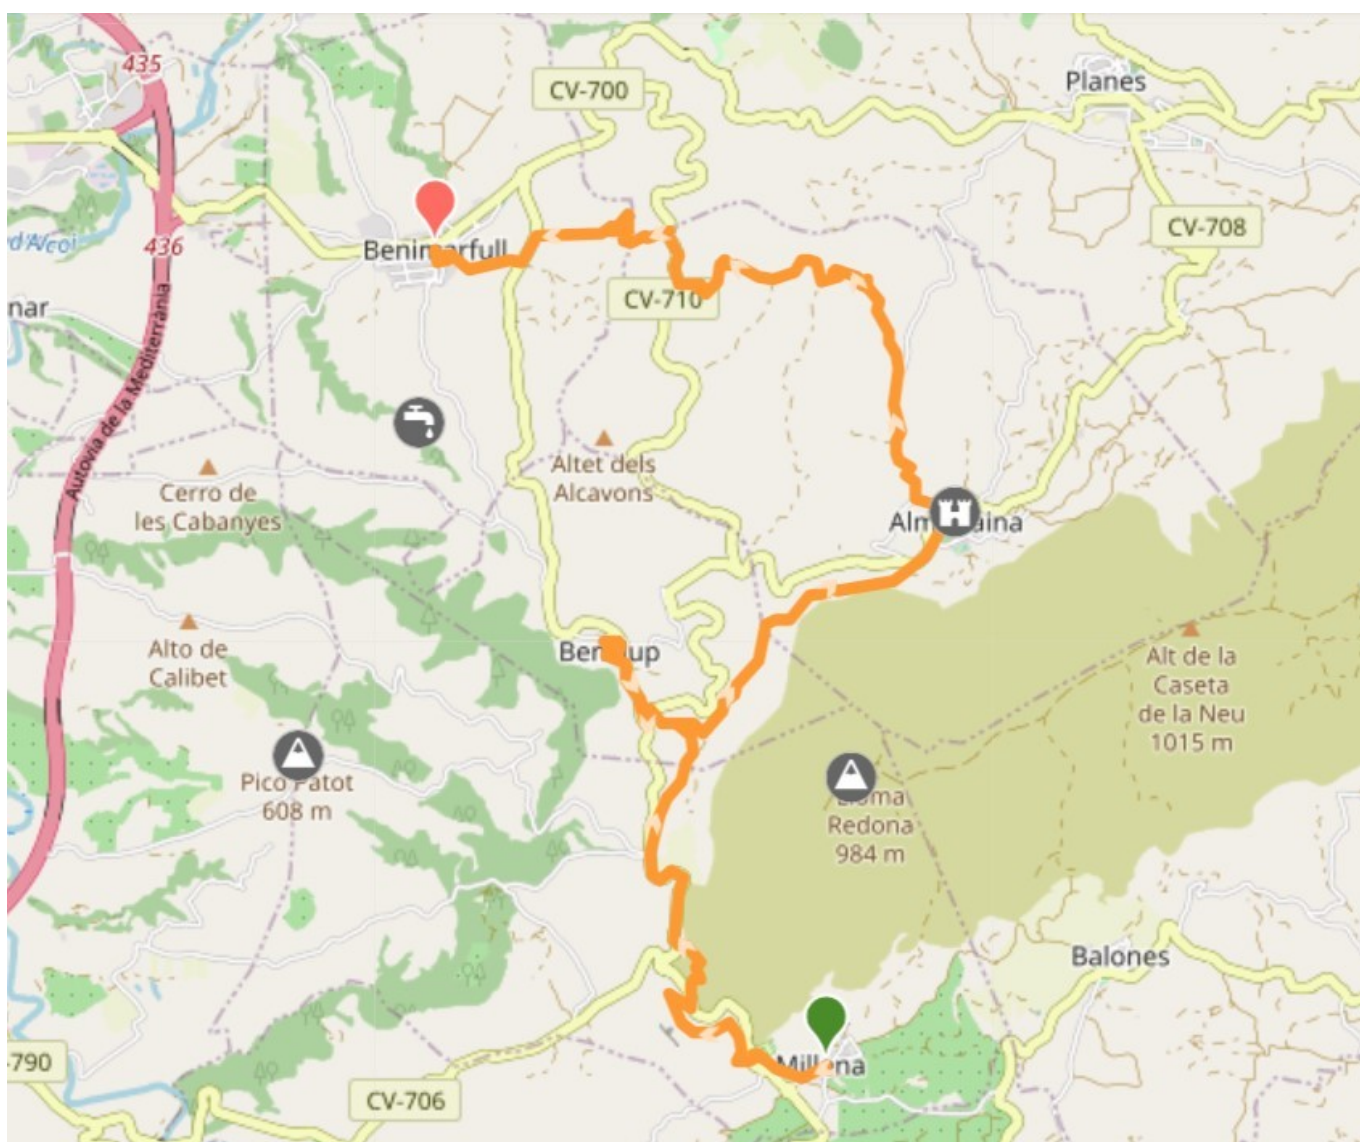 435
CV-700
Planes
436
Benimarfull
CV-708
d'Alcoi
nar
CV-710
Autovia de la Mediterrània
Altet dels
Alcavons
Cerro de
les Cabanyes
Alto de
Calibet
Alt de la
Caseta
de la Neu
1015 m
Pico Patot
608 m
Lloma
Redona
984 m
Balones
-790
CV-706